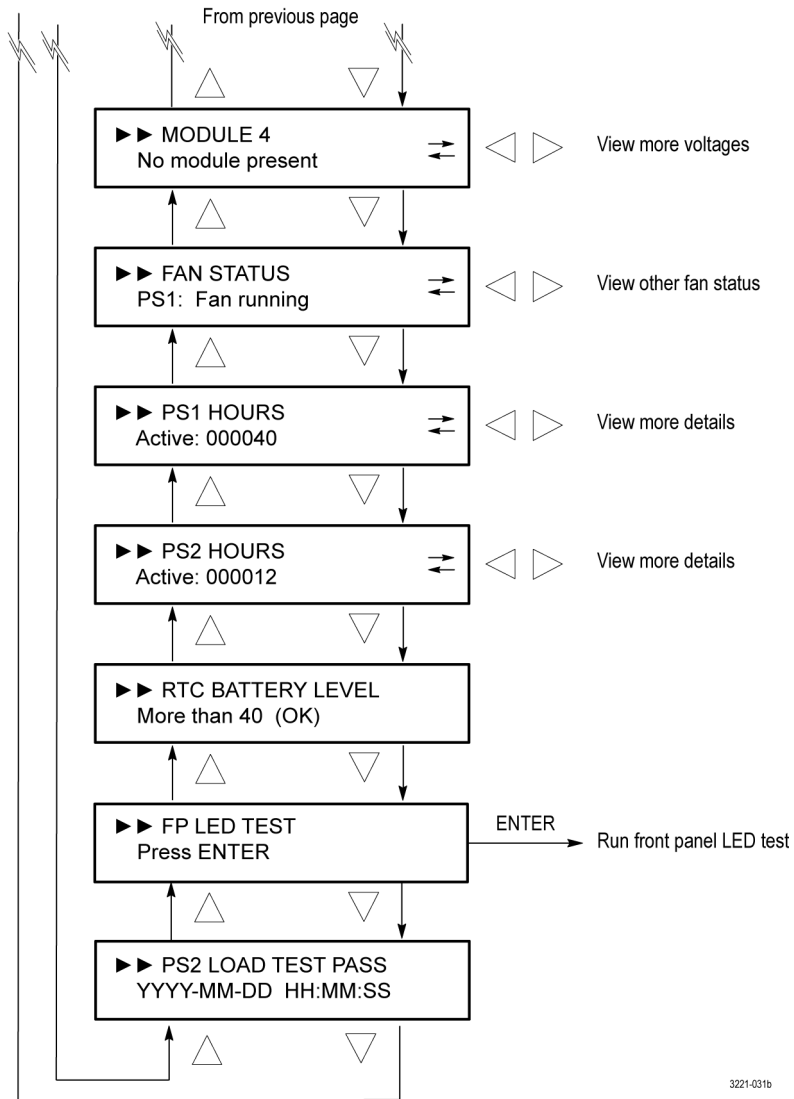 From previous page
►► MODULE 4
No module present
View more voltages
►► FAN STATUS
PS1: Fan running
View other fan status
►► PS1 HOURS
Active: 000040
View more details
►► PS2 HOURS
Active: 000012
View more details
►► RTC BATTERY LEVEL
More than 40 (OK)
►► FP LED TEST
Press ENTER
ENTER
Run front panel LED test
►► PS2 LOAD TEST PASS
YYYY-MM-DD HH:MM:SS
3221-031b